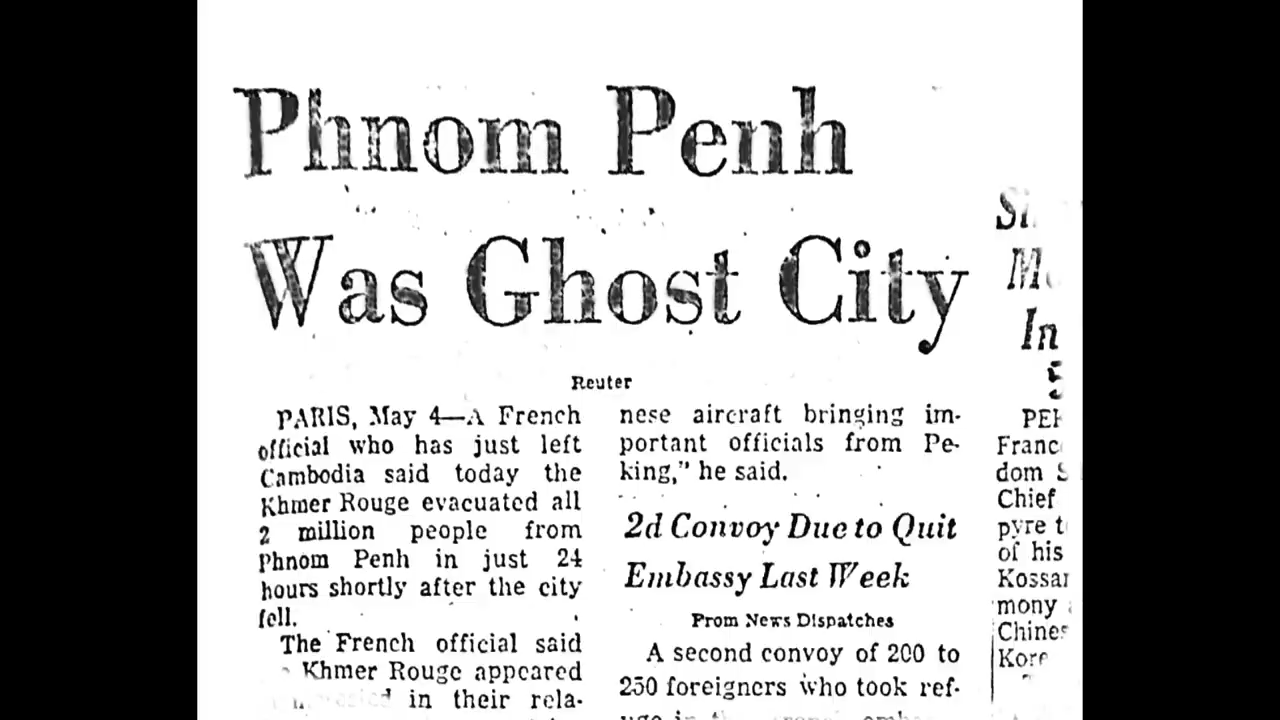 Phnom Penh
Was Ghost City
Reuter
PARIS, May 4—A French
official who has just left
Cambodia said today the
Khmer Rouge evacuated all
2 million people from
Phnom Penh in just 24
hours shortly after the city
fell.
The French official said
Khmer Rouge appeared
in their rela-
nese aircraft bringing im-
portant officials from Pe-
king," he said.
2d Convoy Due to Quit
Embassy Last Week
From News Dispatches
A second convoy of 200 to
250 foreigners who took ref-
In
PEK
Franc
dom S
Chief
pyre t
of his
Kossar
mony
Chines
Kore